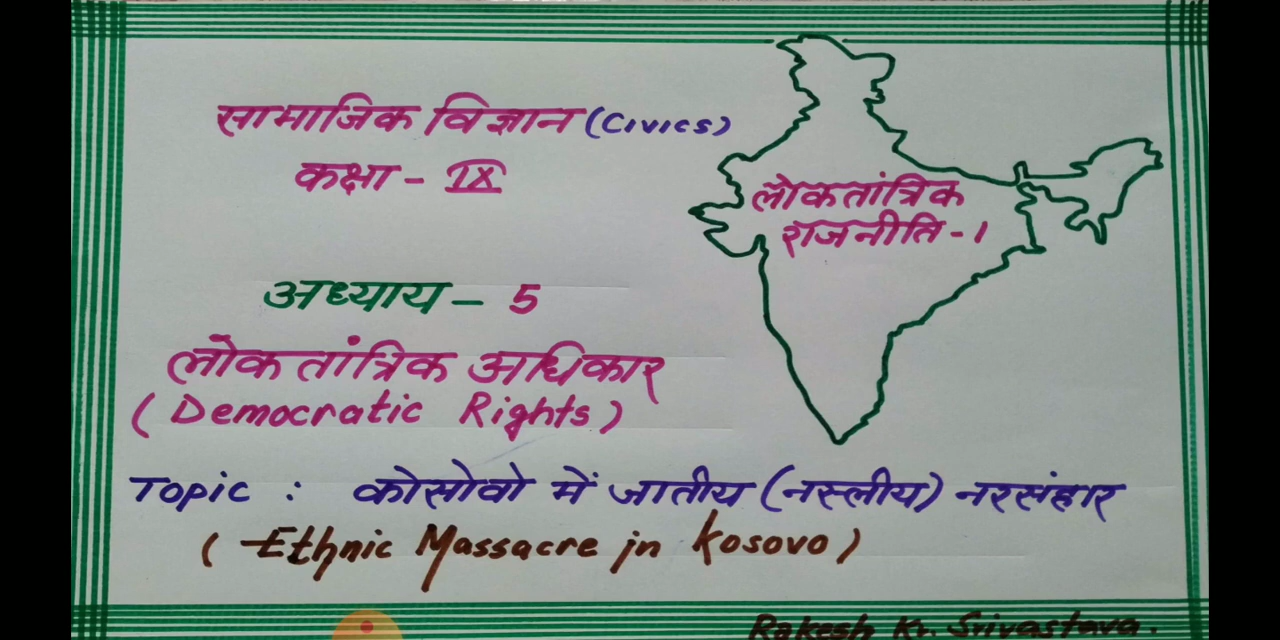 सामाजिक विज्ञान (Civics)
कक्षा - IX
लोकतांत्रिक
राजनीति - 1
अध्याय - 5
लोकतांत्रिक अधिकार
( Democratic Rights )
Topic : कोसोवो में जातीय (नस्लीय) नरसंहार
( Ethnic Massacre in Kosovo )
Rakesh Kr. Srivastava.